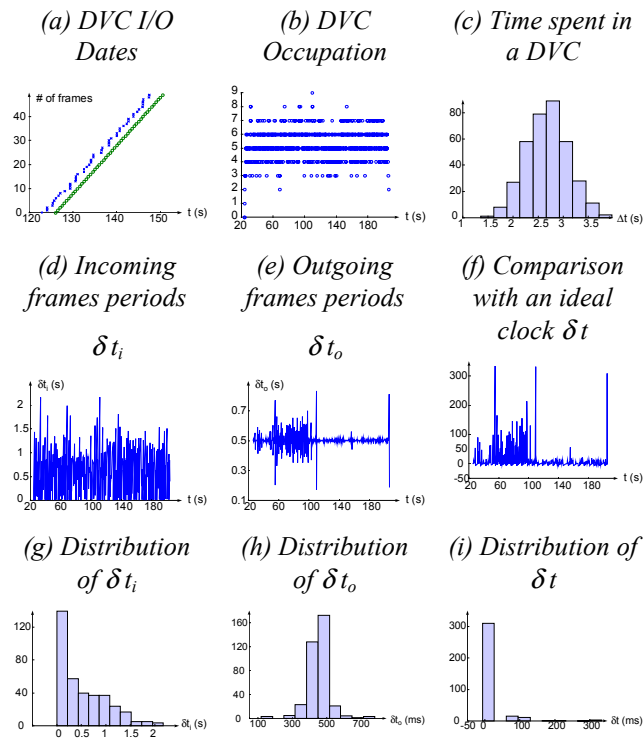 (a) DVC I/O
Dates
(b) DVC
Occupation
(c) Time spent in
a DVC
# of frames
40
30
20
10
0
120
130
140
150
t (s)
9
8
7
6
5
4
3
2
1
0
20
60
100
140
180
t (s)
80
60
40
20
0
1
1.5
2
2.5
3
3.5
Δt (s)
(d) Incoming
frames periods
δ tᵢ
(e) Outgoing
frames periods
δ tₒ
(f) Comparison
with an ideal
clock δ t
δtᵢ (s)
2
1.5
1
0.5
0
20
60
100
140
180
t (s)
δtₒ (s)
0.7
0.5
0.3
0.1
20
60
100
140
180
t (s)
300
200
100
50
0
-50
20
60
100
140
180
t (s)
(g) Distribution
of δ tᵢ
(h) Distribution
of δ tₒ
(i) Distribution of
δ t
120
80
40
0
0
0.5
1
1.5
2
δtᵢ (s)
160
120
80
40
0
100
300
500
700
δtₒ (ms)
300
200
100
0
-50
0
100
200
300
δt (ms)